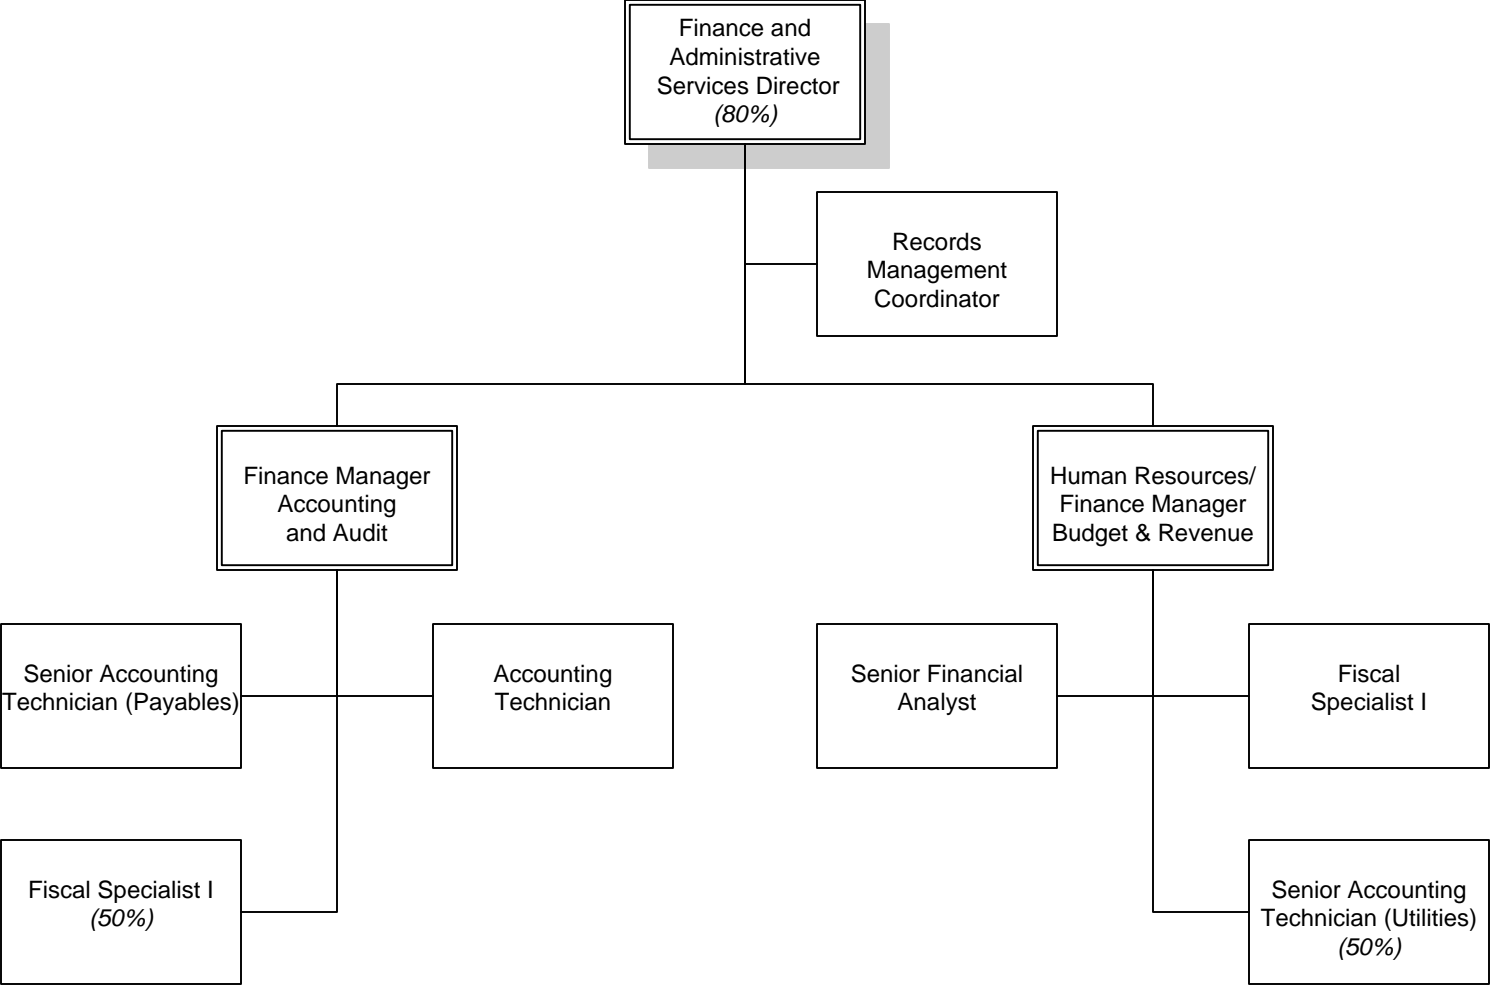 Finance and
Administrative
Services Director
(80%)
Records
Management
Coordinator
Finance Manager
Accounting
and Audit
Human Resources/
Finance Manager
Budget & Revenue
Senior Accounting
Technician (Payables)
Accounting
Technician
Senior Financial
Analyst
Fiscal
Specialist I
Fiscal Specialist I
(50%)
Senior Accounting
Technician (Utilities)
(50%)